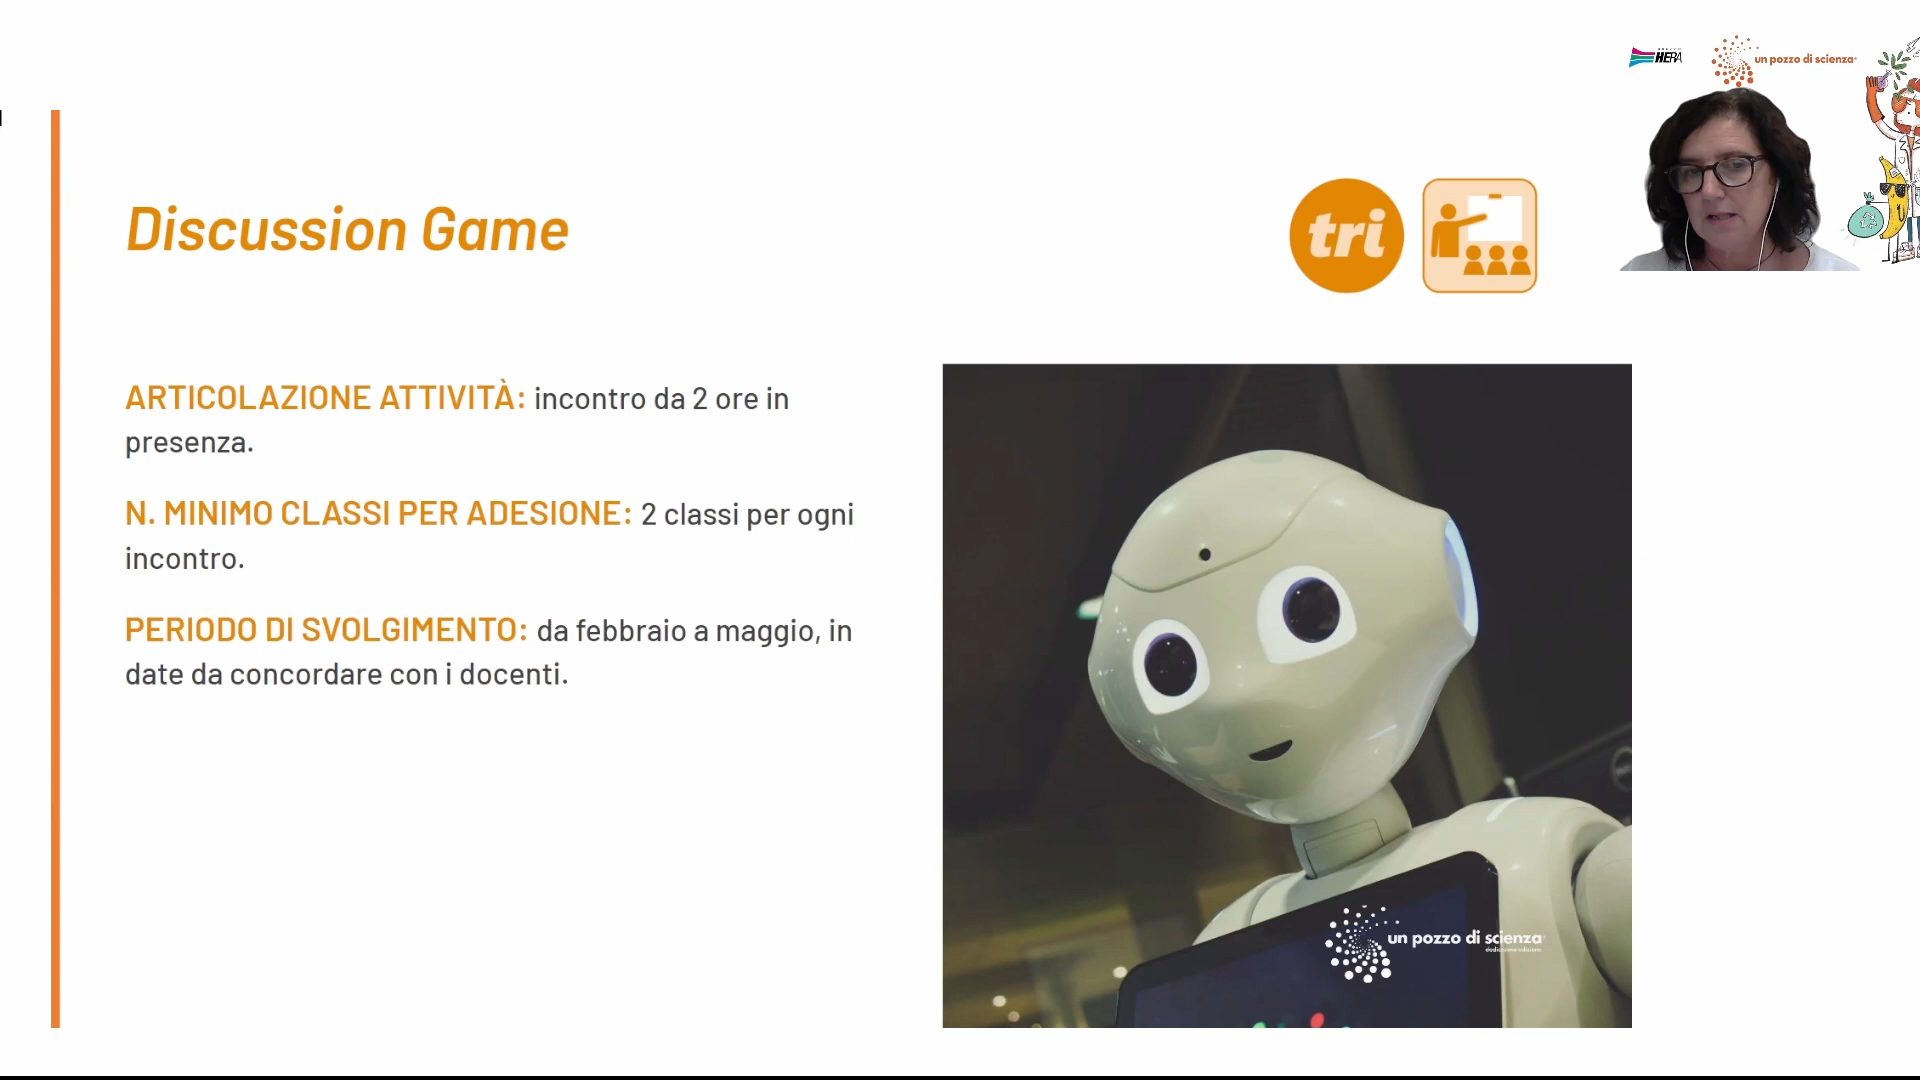 HERA
un pozzo di scienza
Discussion Game
tri
ARTICOLAZIONE ATTIVITÀ: incontro da 2 ore in
presenza.
N. MINIMO CLASSI PER ADESIONE: 2 classi per ogni
incontro.
PERIODO DI SVOLGIMENTO: da febbraio a maggio, in
date da concordare con i docenti.
un pozzo di scienza